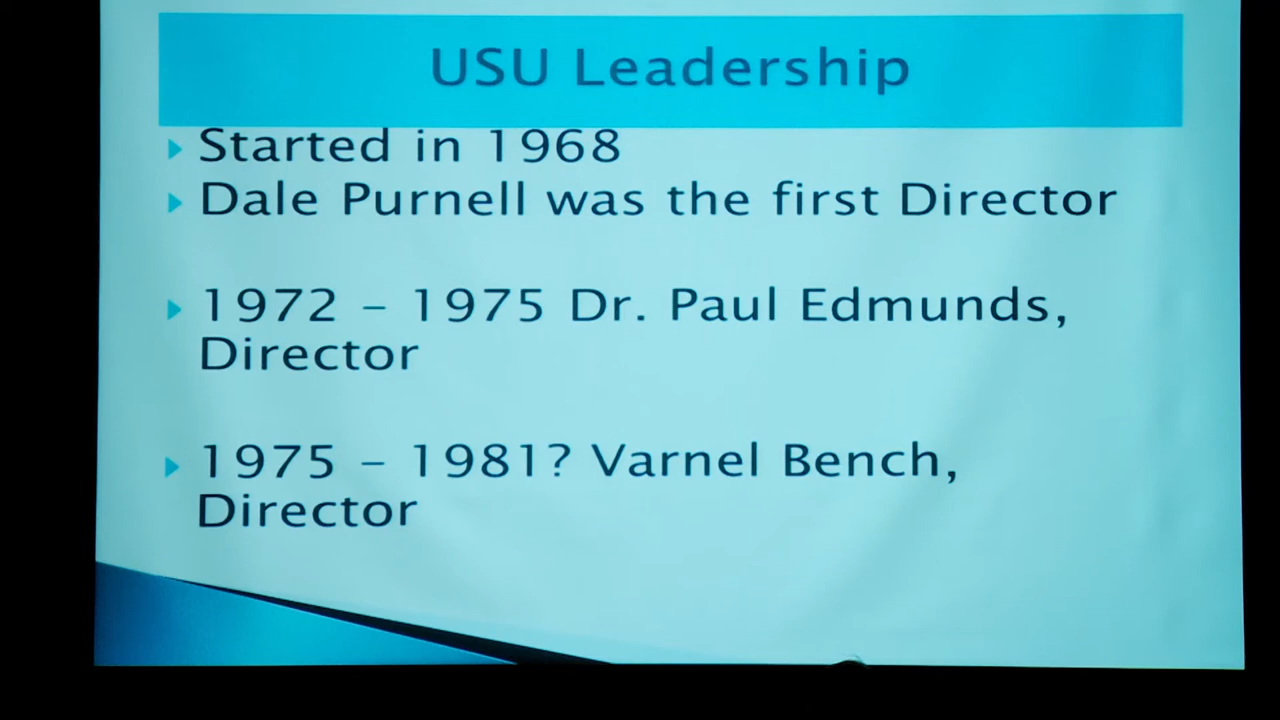 USU Leadership
Started in 1968
Dale Purnell was the first Director
1972 – 1975 Dr. Paul Edmunds,
Director
1975 – 1981? Varnel Bench,
Director